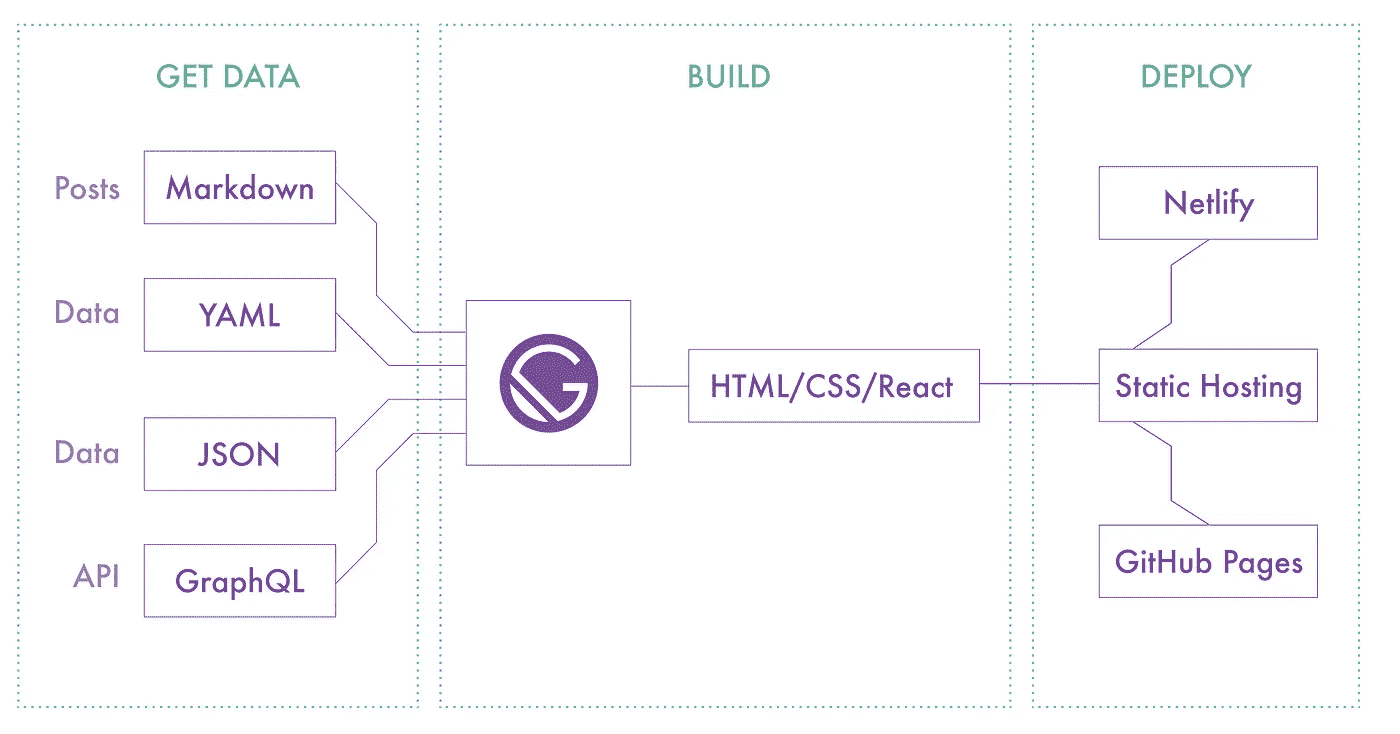 GET DATA
BUILD
DEPLOY
Posts
Markdown
Data
YAML
Data
JSON
API
GraphQL
HTML/CSS/React
Netlify
Static Hosting
GitHub Pages